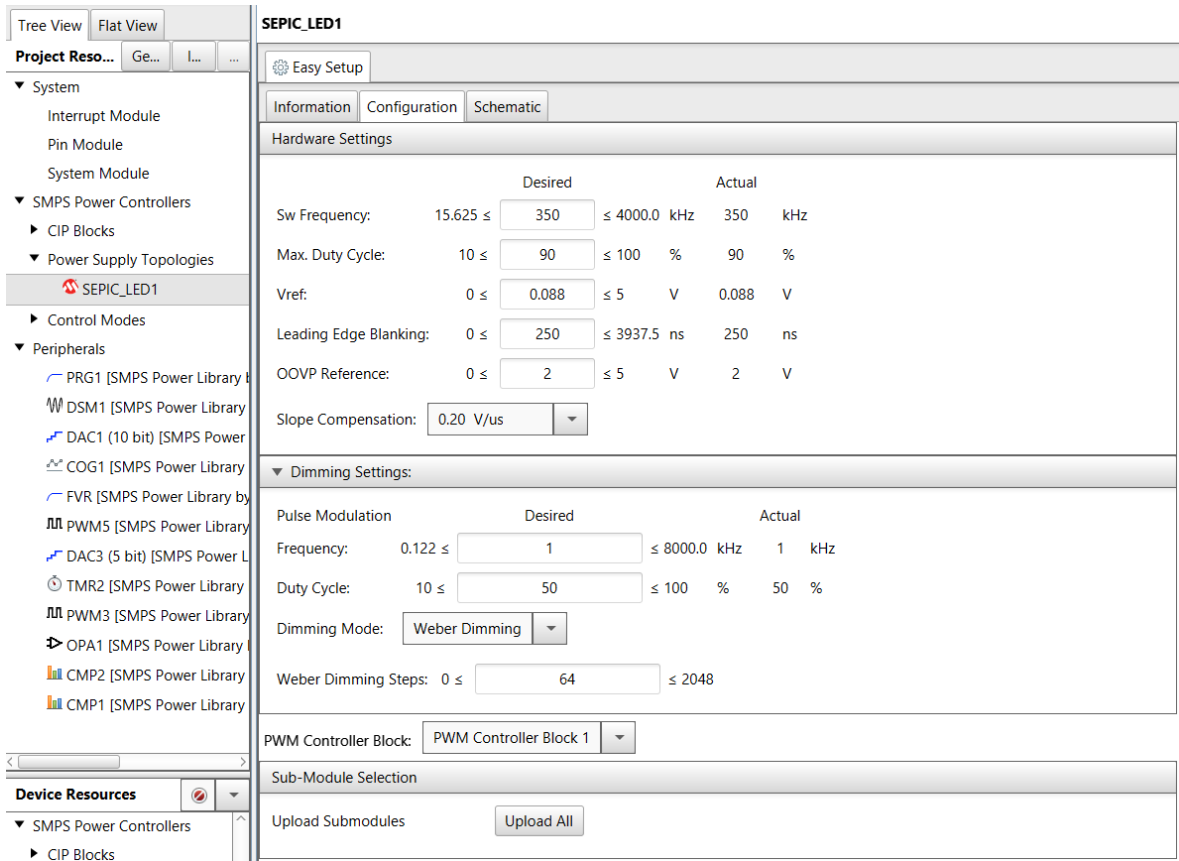 Tree View Flat View
Project Reso... Ge... I... ...
System
Interrupt Module
Pin Module
System Module
SMPS Power Controllers
CIP Blocks
Power Supply Topologies
SEPIC_LED1
Control Modes
Peripherals
PRG1 [SMPS Power Library
DSM1 [SMPS Power Library
DAC1 (10 bit) [SMPS Power
COG1 [SMPS Power Library
FVR [SMPS Power Library by
PWM5 [SMPS Power Library
DAC3 (5 bit) [SMPS Power L
TMR2 [SMPS Power Library
PWM3 [SMPS Power Library
OPA1 [SMPS Power Library
CMP2 [SMPS Power Library
CMP1 [SMPS Power Library
Device Resources
SMPS Power Controllers
CIP Blocks
SEPIC_LED1
Easy Setup
Information Configuration Schematic
Hardware Settings
Desired Actual
Sw Frequency: 15.625 ≤ 350 ≤ 4000.0 kHz 350 kHz
Max. Duty Cycle: 10 ≤ 90 ≤ 100 % 90 %
Vref: 0 ≤ 0.088 ≤ 5 V 0.088 V
Leading Edge Blanking: 0 ≤ 250 ≤ 3937.5 ns 250 ns
OOVP Reference: 0 ≤ 2 ≤ 5 V 2 V
Slope Compensation: 0.20 V/us
Dimming Settings:
Pulse Modulation Desired Actual
Frequency: 0.122 ≤ 1 ≤ 8000.0 kHz 1 kHz
Duty Cycle: 10 ≤ 50 ≤ 100 % 50 %
Dimming Mode: Weber Dimming
Weber Dimming Steps: 0 ≤ 64 ≤ 2048
PWM Controller Block: PWM Controller Block 1
Sub-Module Selection
Upload Submodules Upload All